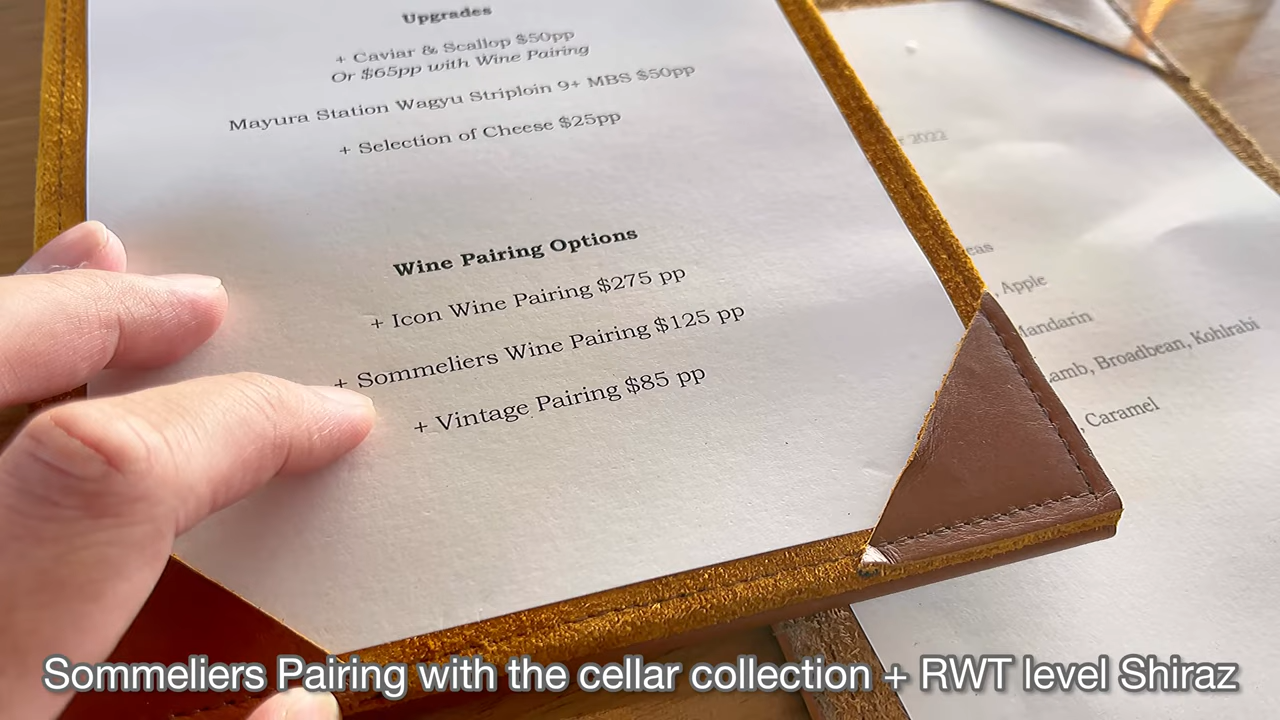 Upgrades
+ Caviar & Scallop $50pp
Or $65pp with Wine Pairing
Mayura Station Wagyu Striploin 9+ MBS $50pp
+ Selection of Cheese $25pp
Wine Pairing Options
+ Icon Wine Pairing $275 pp
+ Sommeliers Wine Pairing $125 pp
+ Vintage Pairing $85 pp
2022
, Apple
Mandarin
Lamb, Broadbean, Kohlrabi
, Caramel
Sommeliers Pairing with the cellar collection + RWT level Shiraz